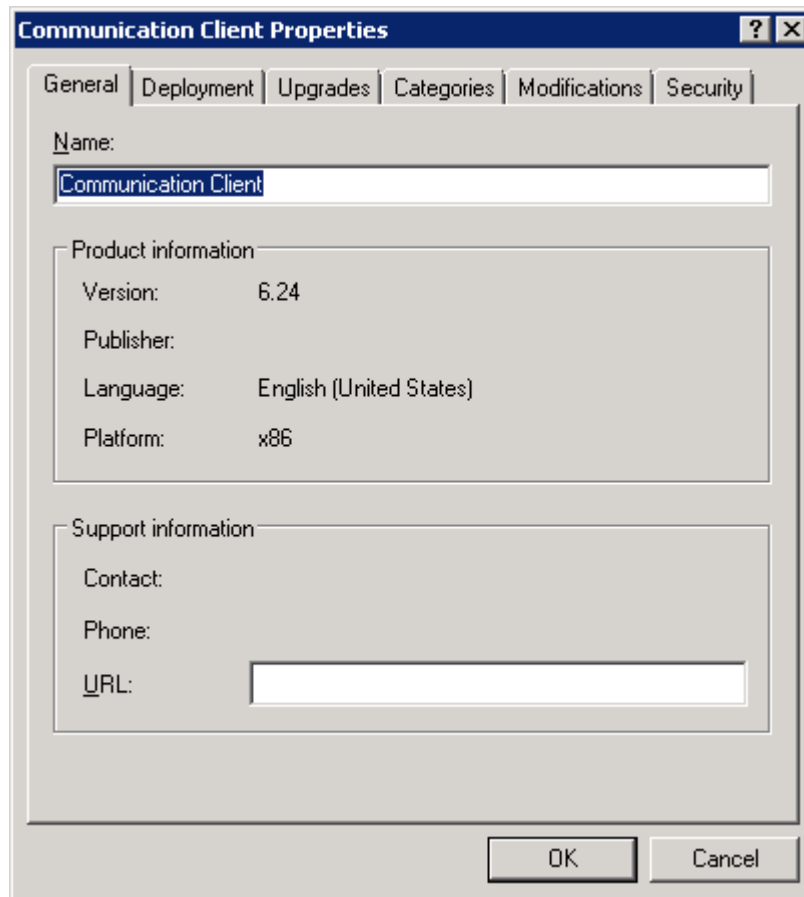 Communication Client Properties
General Deployment Upgrades Categories Modifications Security
Name:
Communication Client
Product information
Version: 6.24
Publisher:
Language: English (United States)
Platform: x86
Support information
Contact:
Phone:
URL:
OK Cancel